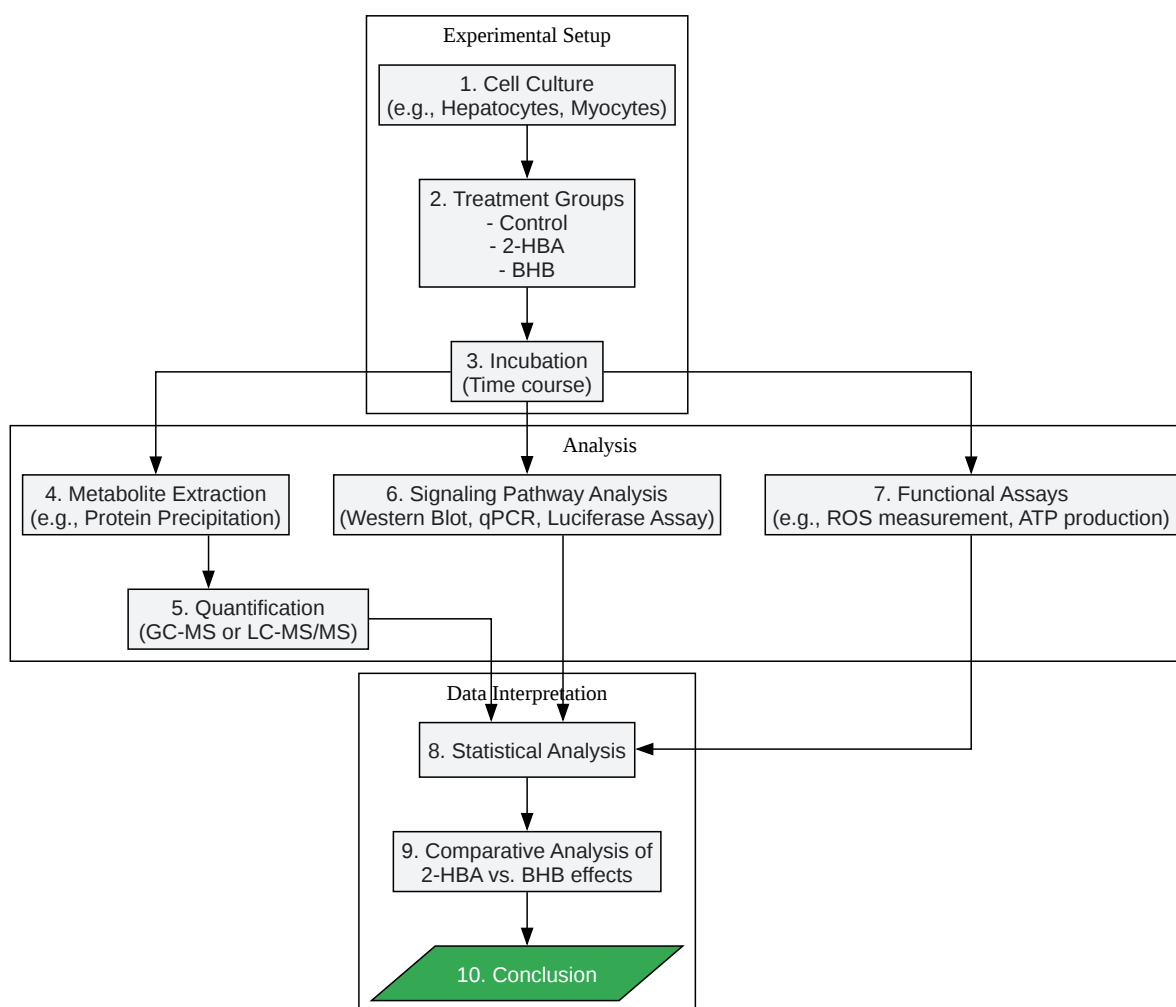 Experimental Setup
1. Cell Culture
(e.g., Hepatocytes, Myocytes)
2. Treatment Groups
- Control
- 2-HBA
- BHB
3. Incubation
(Time course)
Analysis
4. Metabolite Extraction
(e.g., Protein Precipitation)
5. Quantification
(GC-MS or LC-MS/MS)
6. Signaling Pathway Analysis
(Western Blot, qPCR, Luciferase Assay)
7. Functional Assays
(e.g., ROS measurement, ATP production)
Data Interpretation
8. Statistical Analysis
9. Comparative Analysis of
2-HBA vs. BHB effects
10. Conclusion